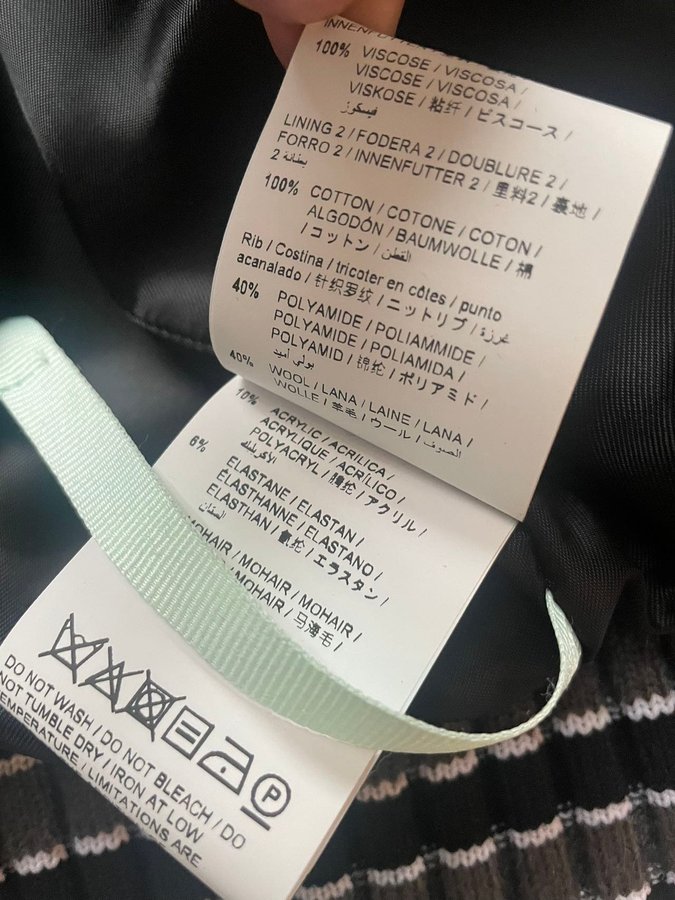 INNENFUTTER
100% VISCOSE / VISCOSA /
VISCOSE / VISCOSA /
VISKOSE / 粘纤 / ビスコース /
فيسكوز
LINING 2 / FODERA 2 / DOUBLURE 2 /
FORRO 2 / INNENFUTTER 2 / 里料2 / 裏地 /
بطانة 2
100% COTTON / COTONE / COTON /
ALGODÓN / BAUMWOLLE / 棉
/ コットン / القطن
Rib / Costina / tricoter en côtes / punto
acanalado / 针织罗纹 / ニットリブ /
40% POLYAMIDE / POLIAMMIDE /
POLYAMIDE / POLIAMIDA /
POLYAMID / 锦纶 / ポリアミド /
بولي أميد
40% WOOL / LANA / LAINE / LANA /
WOLLE / 羊毛 / ウール / الصوف
10% ACRYLIC / ACRILICA /
ACRYLIQUE / ACRÍLICO /
POLYACRYL / 腈纶 / アクリル /
الأكريليك
6% ELASTANE / ELASTAN /
ÉLASTHANNE / ELASTANO /
ELASTHAN / 氨纶 / エラスタン /
MOHAIR / MOHAIR / MOHAIR /
MOHAIR / 马海毛 /
P
DO NOT WASH / DO NOT BLEACH / DO
NOT TUMBLE DRY / IRON AT LOW
TEMPERATURE / LIMITATIONS ARE